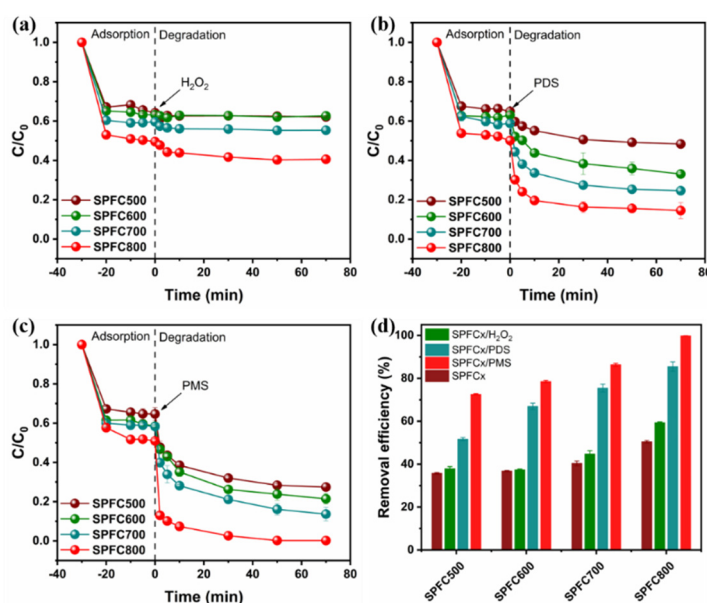 (a)
Adsorption
Degradation
H₂O₂
C/C₀
1.0
0.8
0.6
0.4
0.2
0.0
SPFC500
SPFC600
SPFC700
SPFC800
-40 -20 0 20 40 60 80
Time (min)
(b)
Adsorption
Degradation
PDS
C/C₀
1.0
0.8
0.6
0.4
0.2
0.0
SPFC500
SPFC600
SPFC700
SPFC800
-40 -20 0 20 40 60 80
Time (min)
(c)
Adsorption
Degradation
PMS
C/C₀
1.0
0.8
0.6
0.4
0.2
0.0
SPFC500
SPFC600
SPFC700
SPFC800
-40 -20 0 20 40 60 80
Time (min)
(d)
Removal efficiency (%)
100
80
60
40
20
0
SPFCx/H₂O₂
SPFCx/PDS
SPFCx/PMS
SPFCx
SPFC500
SPFC600
SPFC700
SPFC800